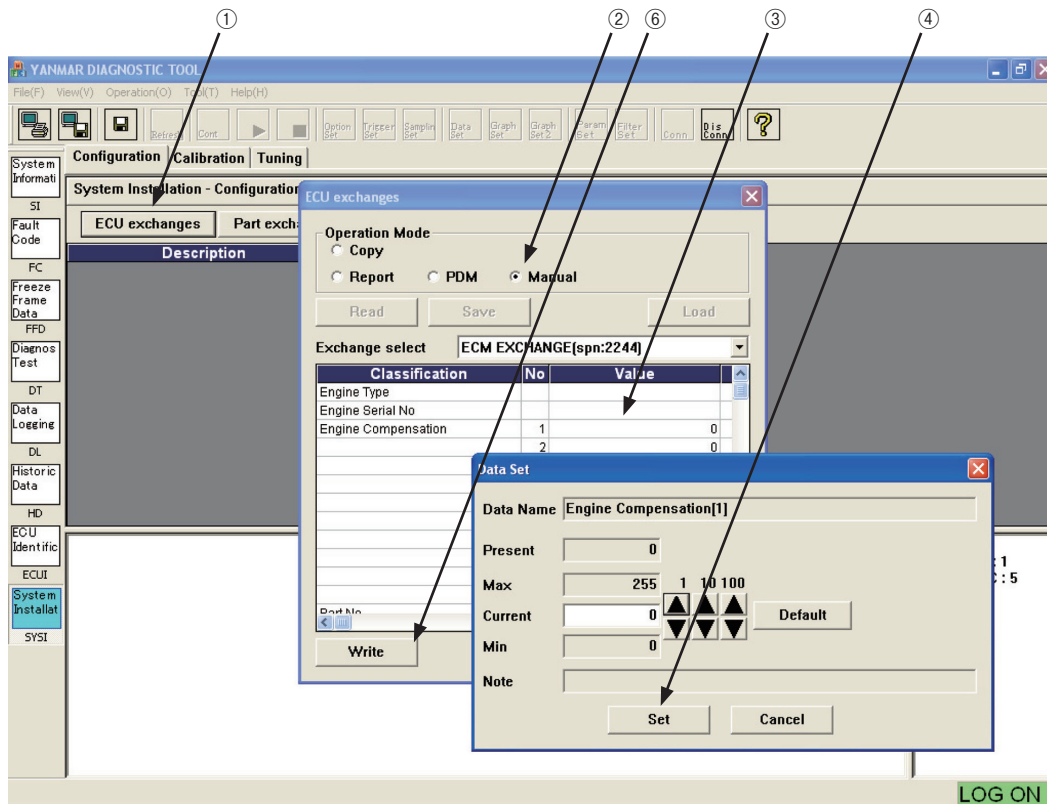 ① ② ⑥ ③ ④
YANMAR DIAGNOSTIC TOOL
File(F) View(V) Operation(O) Tool(T) Help(H)
Refresh Cont Option Set Trigger Set Samplin Set Data Set Graph Set Graph Set2 Param Set Filter Set Conn. Dis Conn.
Configuration Calibration Tuning
System Informati
SI
Fault Code
FC
Freeze Frame Data
FFD
Diagnos Test
DT
Data Logging
DL
Historic Data
HD
ECU Identific
ECUI
System Installat
SYSI
System Installation - Configuration
ECU exchanges Part exch
Description
ECU exchanges
Operation Mode
Copy
Report PDM Manual
Read Save Load
Exchange select ECM EXCHANGE(spn:2244)
Classification No Value
Engine Type
Engine Serial No
Engine Compensation 1 0
2 0
Part No
Write
Data Set
Data Name Engine Compensation[1]
Present 0
Max 255 1 10 100
Current 0 Default
Min 0
Note
Set Cancel
: 1
: 5
LOG ON